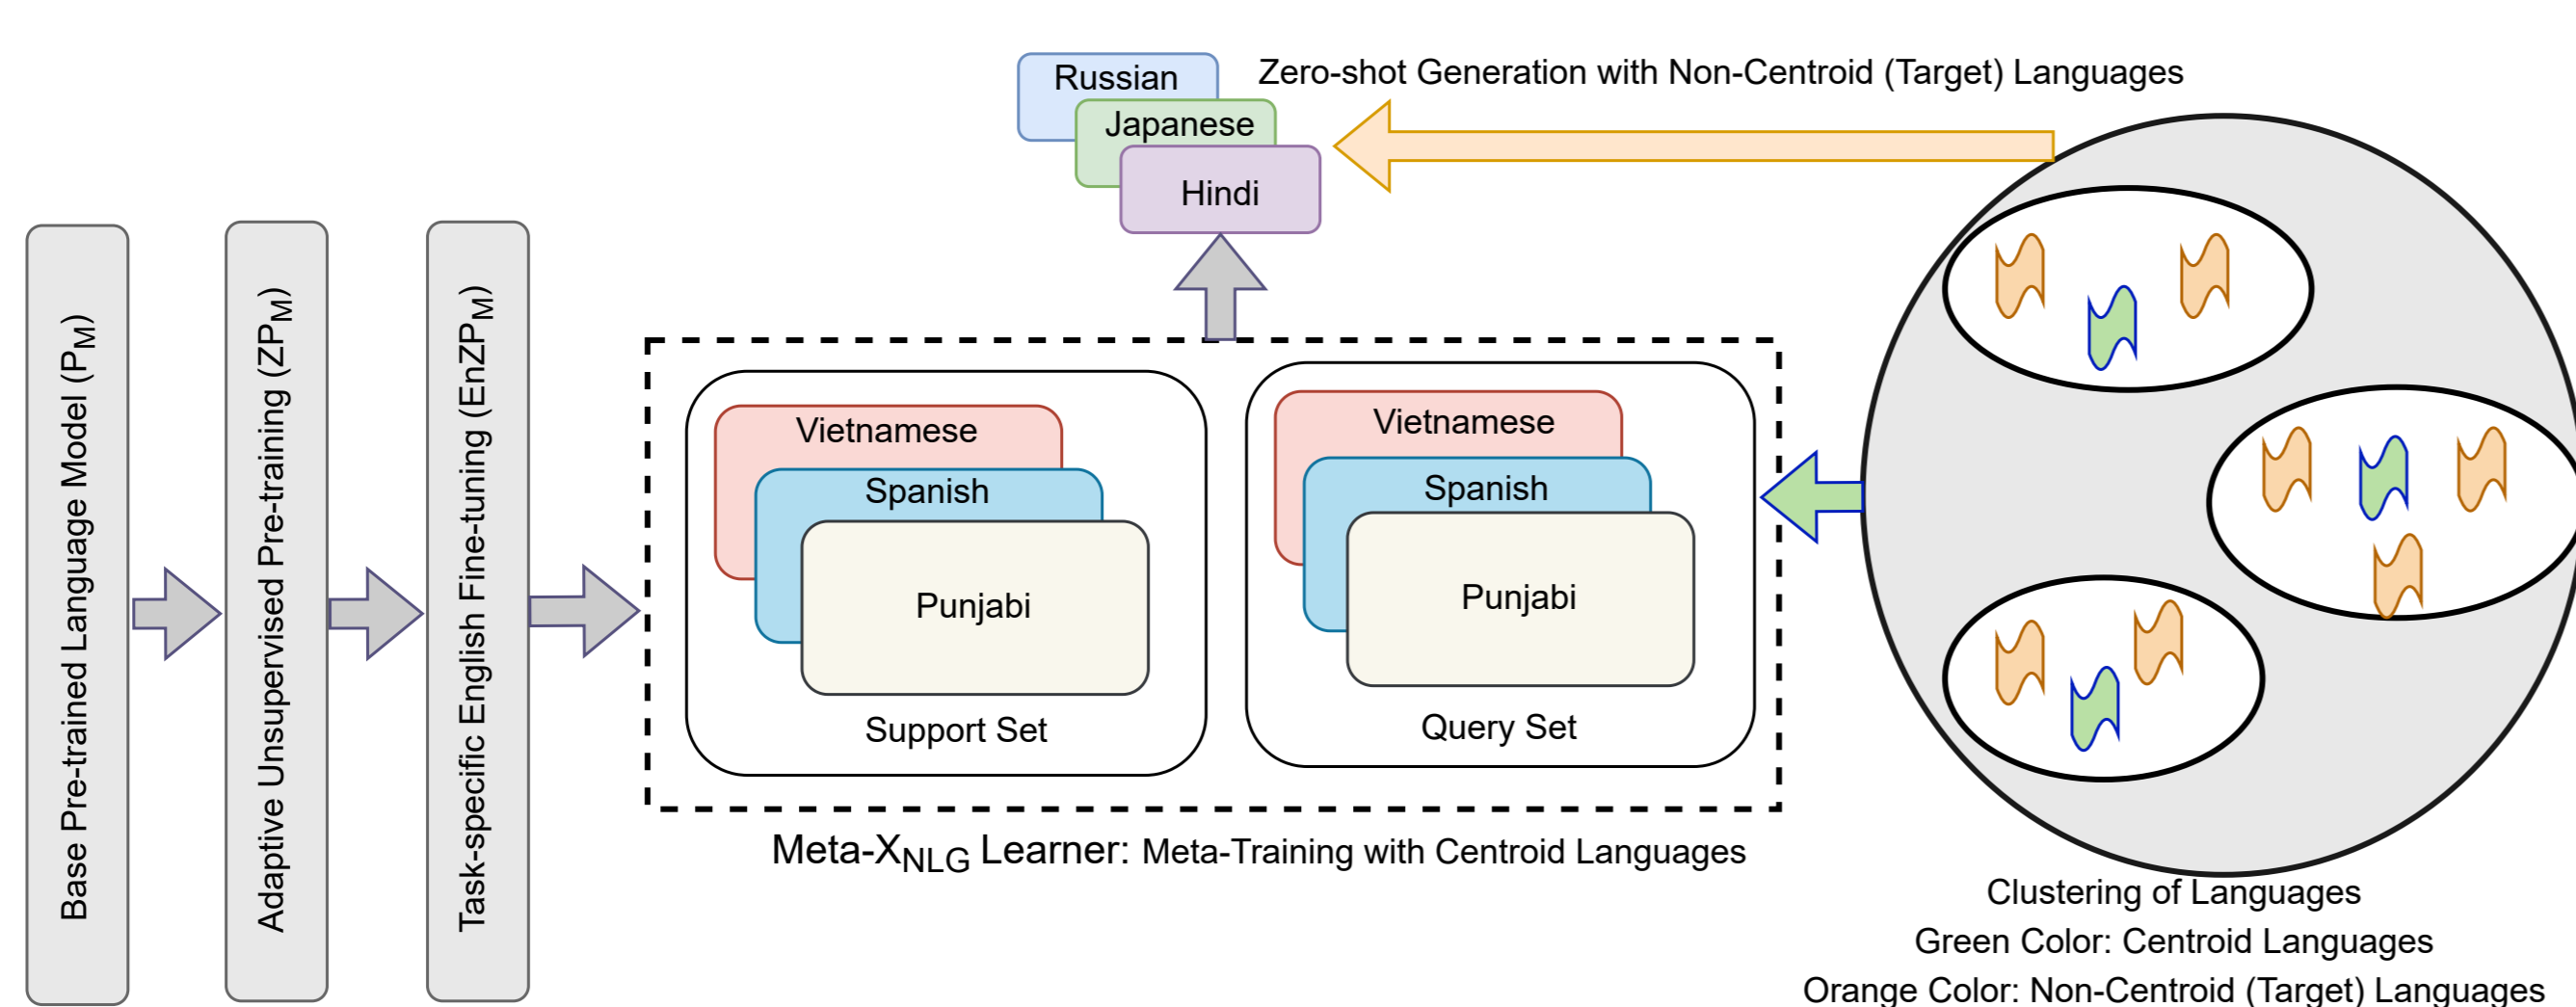 Base Pre-trained Language Model (PM)
Adaptive Unsupervised Pre-training (ZPM)
Task-specific English Fine-tuning (EnZPM)
Russian
Japanese
Hindi
Zero-shot Generation with Non-Centroid (Target) Languages
Vietnamese
Spanish
Punjabi
Support Set
Vietnamese
Spanish
Punjabi
Query Set
Meta-XNLG Learner: Meta-Training with Centroid Languages
Clustering of Languages
Green Color: Centroid Languages
Orange Color: Non-Centroid (Target) Languages